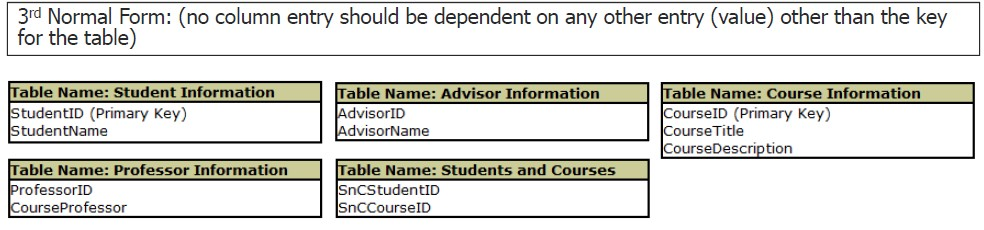 3rd Normal Form: (no column entry should be dependent on any other entry (value) other than the key
for the table)
Table Name: Student Information
StudentID (Primary Key)
StudentName
Table Name: Advisor Information
AdvisorID
AdvisorName
Table Name: Course Information
CourseID (Primary Key)
CourseTitle
CourseDescription
Table Name: Professor Information
ProfessorID
CourseProfessor
Table Name: Students and Courses
SnCStudentID
SnCCourseID